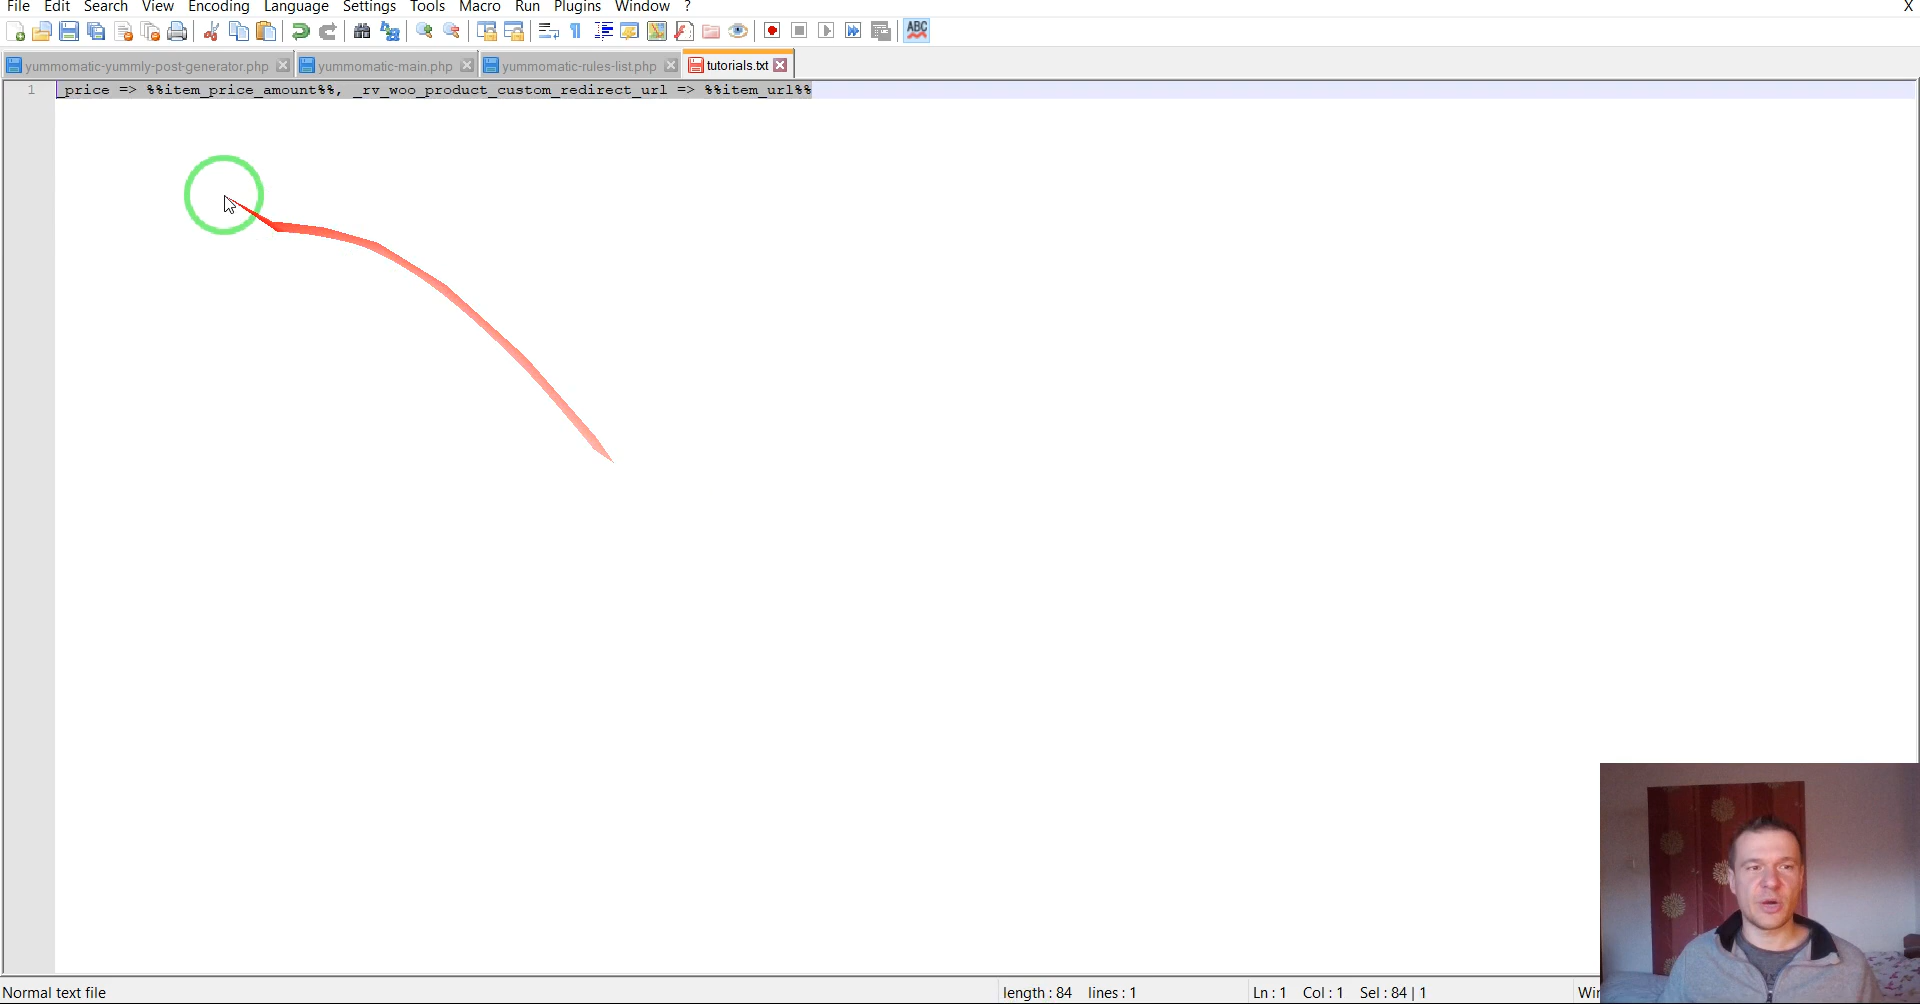 File Edit Search View Encoding Language Settings Tools Macro Run Plugins Window ? X
ABC
yummomatic-yummly-post-generator.php yummomatic-main.php yummomatic-rules-list.php tutorials.txt
1 _price => %%item_price_amount%%, _rv_woo_product_custom_redirect_url => %%item_url%%
Normal text file length : 84 lines : 1 Ln : 1 Col : 1 Sel : 84 | 1 Wi